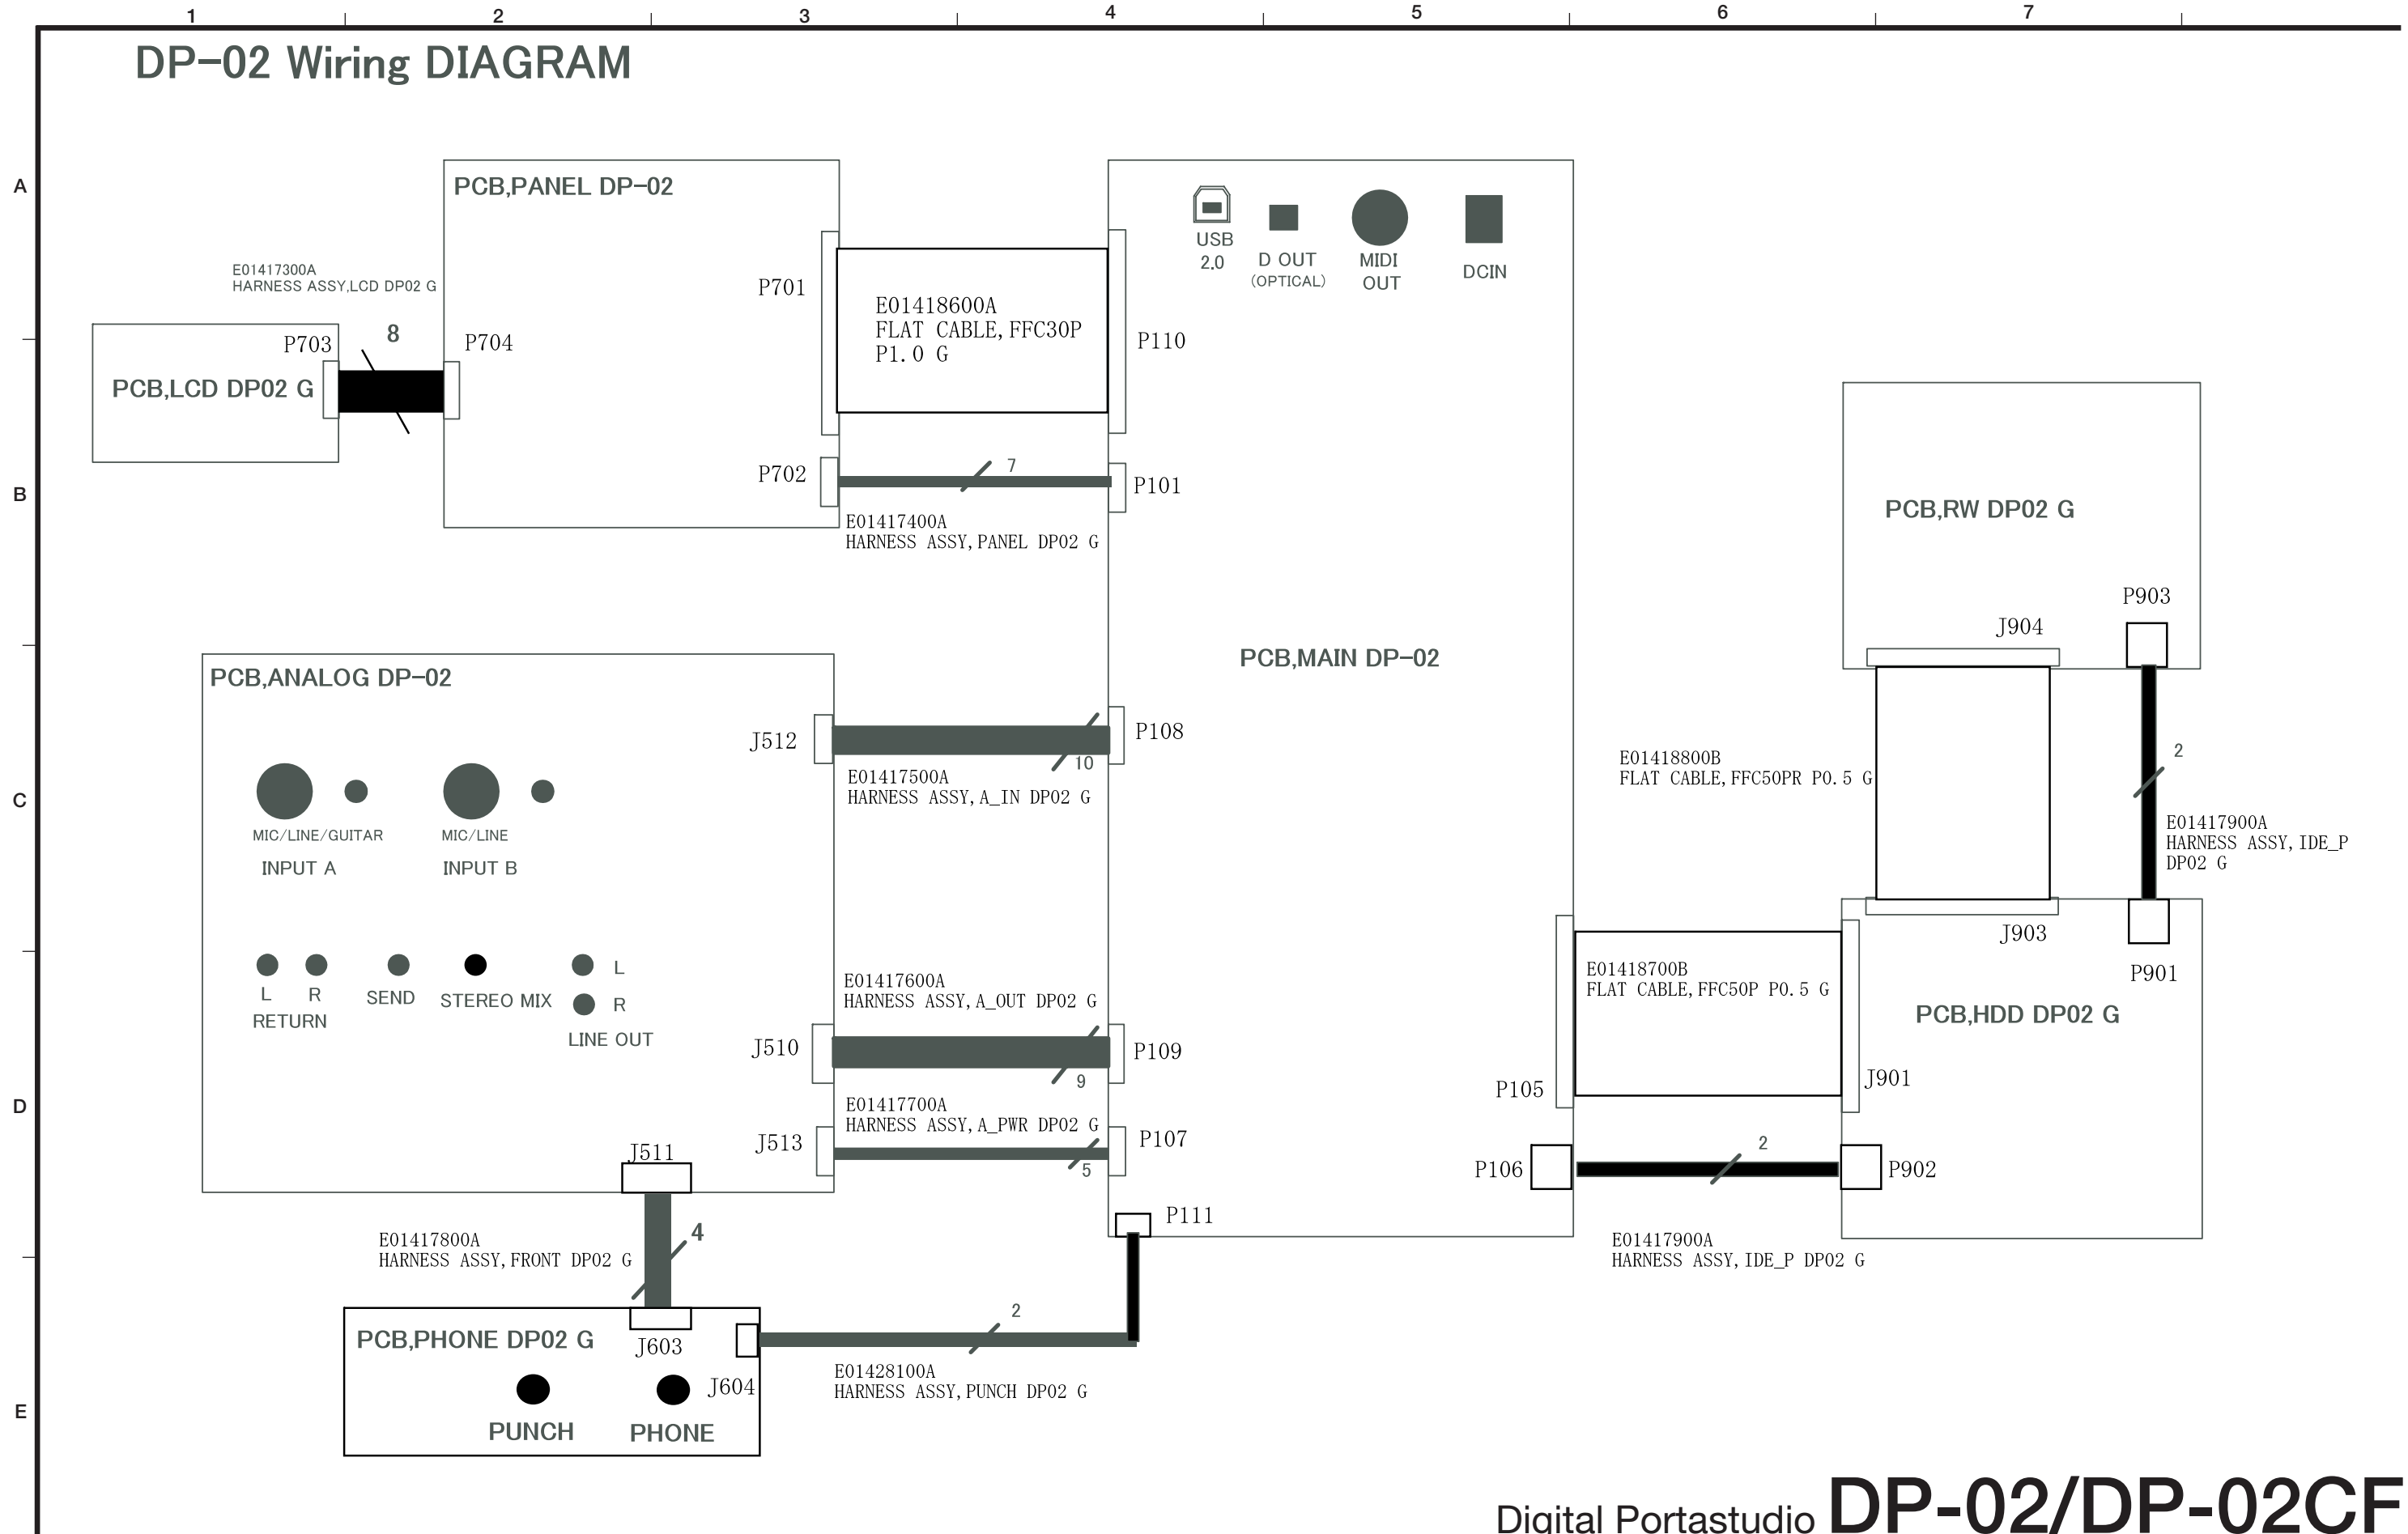 1 2 3 4 5 6 7
DP-02 Wiring DIAGRAM
A
B
C
D
E
PCB,PANEL DP-02
E01417300A
HARNESS ASSY,LCD DP02 G
P703
8
P704
PCB,LCD DP02 G
P701
E01418600A
FLAT CABLE,FFC30P
P1.0 G
P110
P702
7
P101
E01417400A
HARNESS ASSY,PANEL DP02 G
USB
2.0
D OUT
(OPTICAL)
MIDI
OUT
DCIN
PCB,MAIN DP-02
PCB,RW DP02 G
P903
J904
E01418800B
FLAT CABLE,FFC50PR P0.5 G
2
E01417900A
HARNESS ASSY,IDE_P
DP02 G
J903
P901
PCB,ANALOG DP-02
J512
P108
10
E01417500A
HARNESS ASSY,A_IN DP02 G
MIC/LINE/GUITAR
INPUT A
MIC/LINE
INPUT B
L R
RETURN
SEND
STEREO MIX
L
R
LINE OUT
E01417600A
HARNESS ASSY,A_OUT DP02 G
J510
P109
9
E01417700A
HARNESS ASSY,A_PWR DP02 G
J513
P107
5
E01418700B
FLAT CABLE,FFC50P P0.5 G
PCB,HDD DP02 G
P105
J901
P106
2
P902
E01417900A
HARNESS ASSY,IDE_P DP02 G
J511
P111
4
E01417800A
HARNESS ASSY,FRONT DP02 G
PCB,PHONE DP02 G
J603
J604
2
E01428100A
HARNESS ASSY,PUNCH DP02 G
PUNCH
PHONE
Digital Portastudio DP-02/DP-02CF